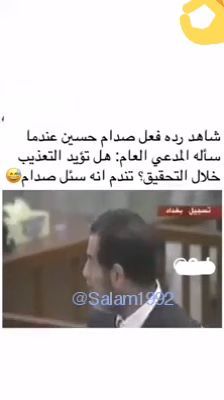 شاهد رده فعل صدام حسين عندما
سأله المدعي العام: هل تؤيد التعذيب
خلال التحقيق؟ تندم انه سئل صدام😅
تسجيل بغداد
@Salam1992